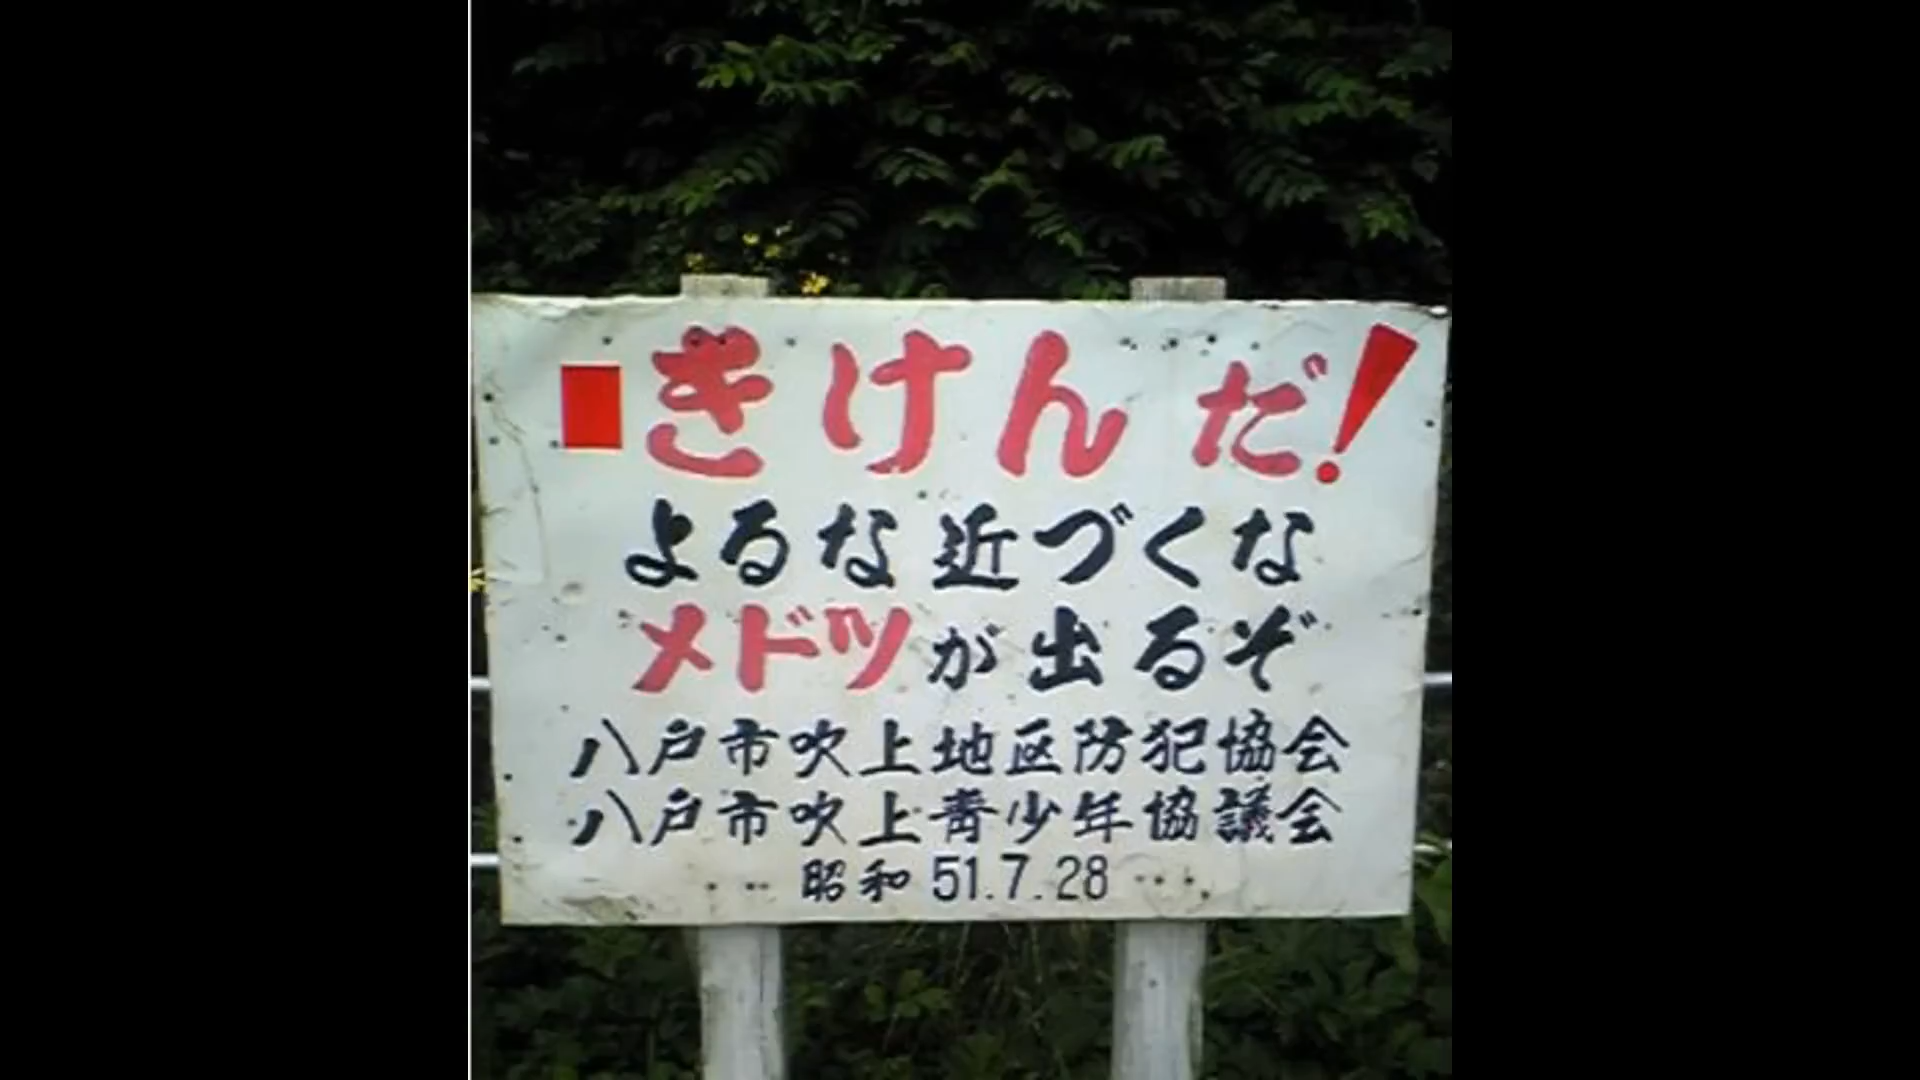 きけんだ!
よるな近づくな
メドツが出るぞ
八戸市吹上地区防犯協会
八戸市吹上青少年協議会
昭和51.7.28